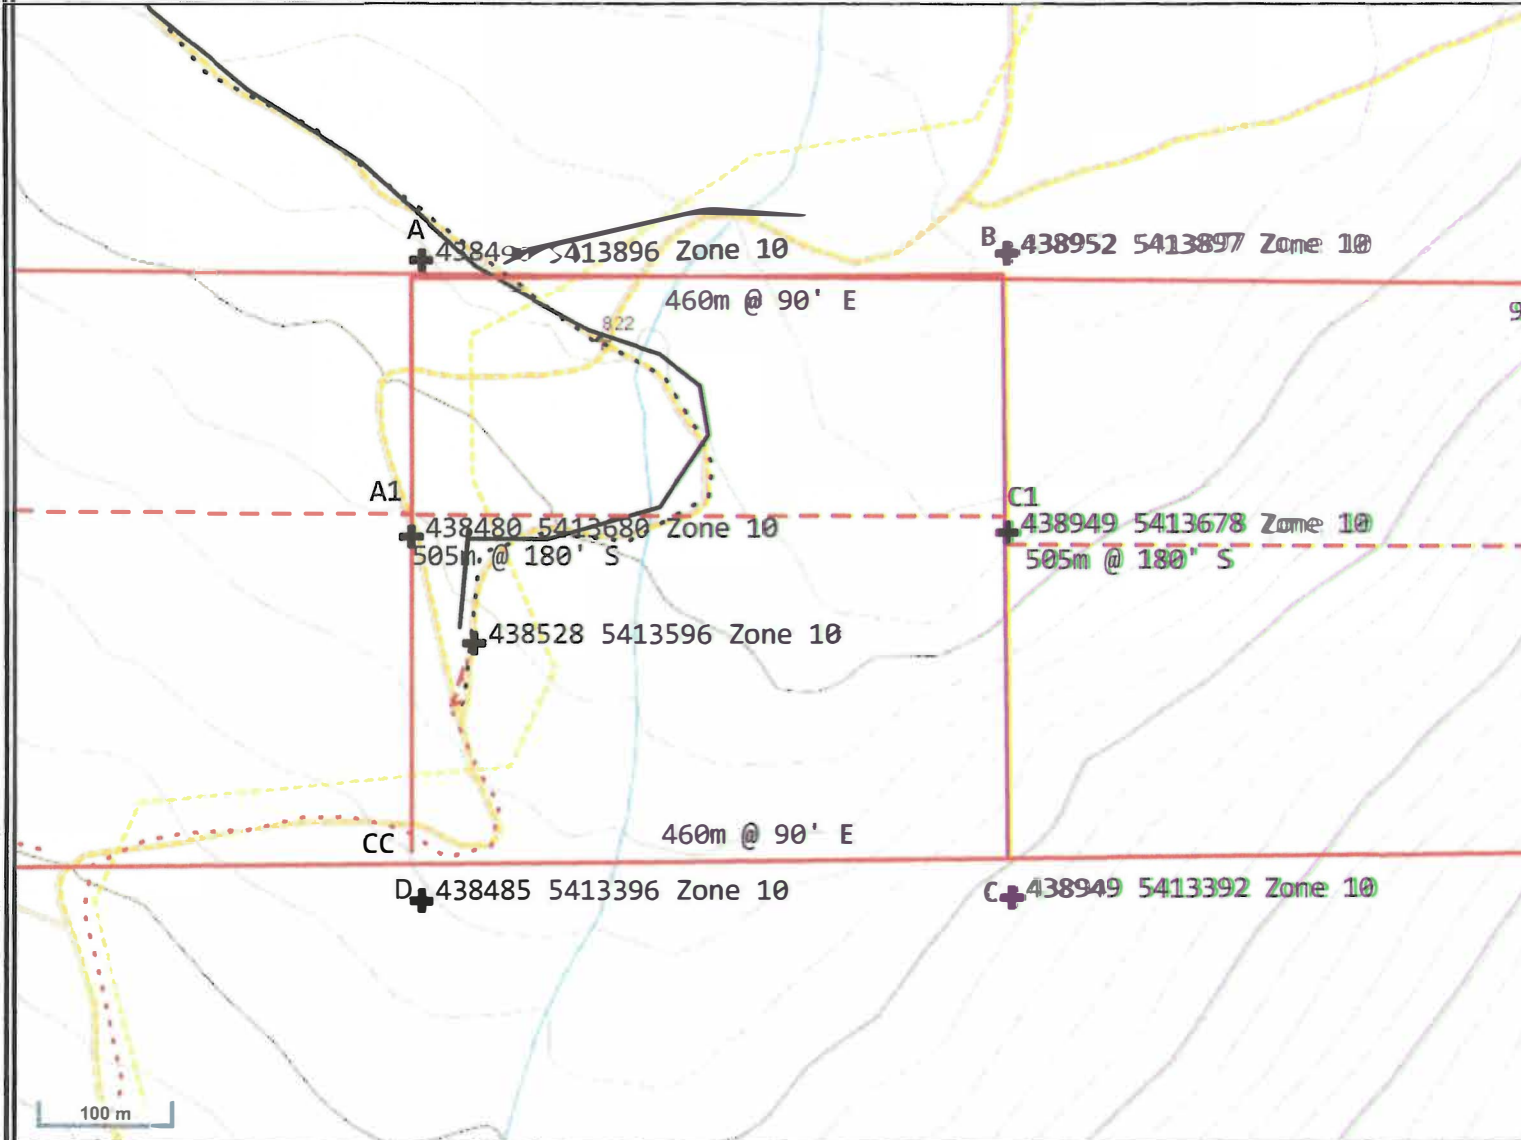 A
B
5413896 Zone 10
438952 5413897 Zone 10
460m @ 90' E
9
822
A1
C1
438480 5413680 Zone 10
438949 5413678 Zone 10
505m @ 180' S
505m @ 180' S
438528 5413596 Zone 10
460m @ 90' E
CC
D 438485 5413396 Zone 10
C 438949 5413392 Zone 10
100 m